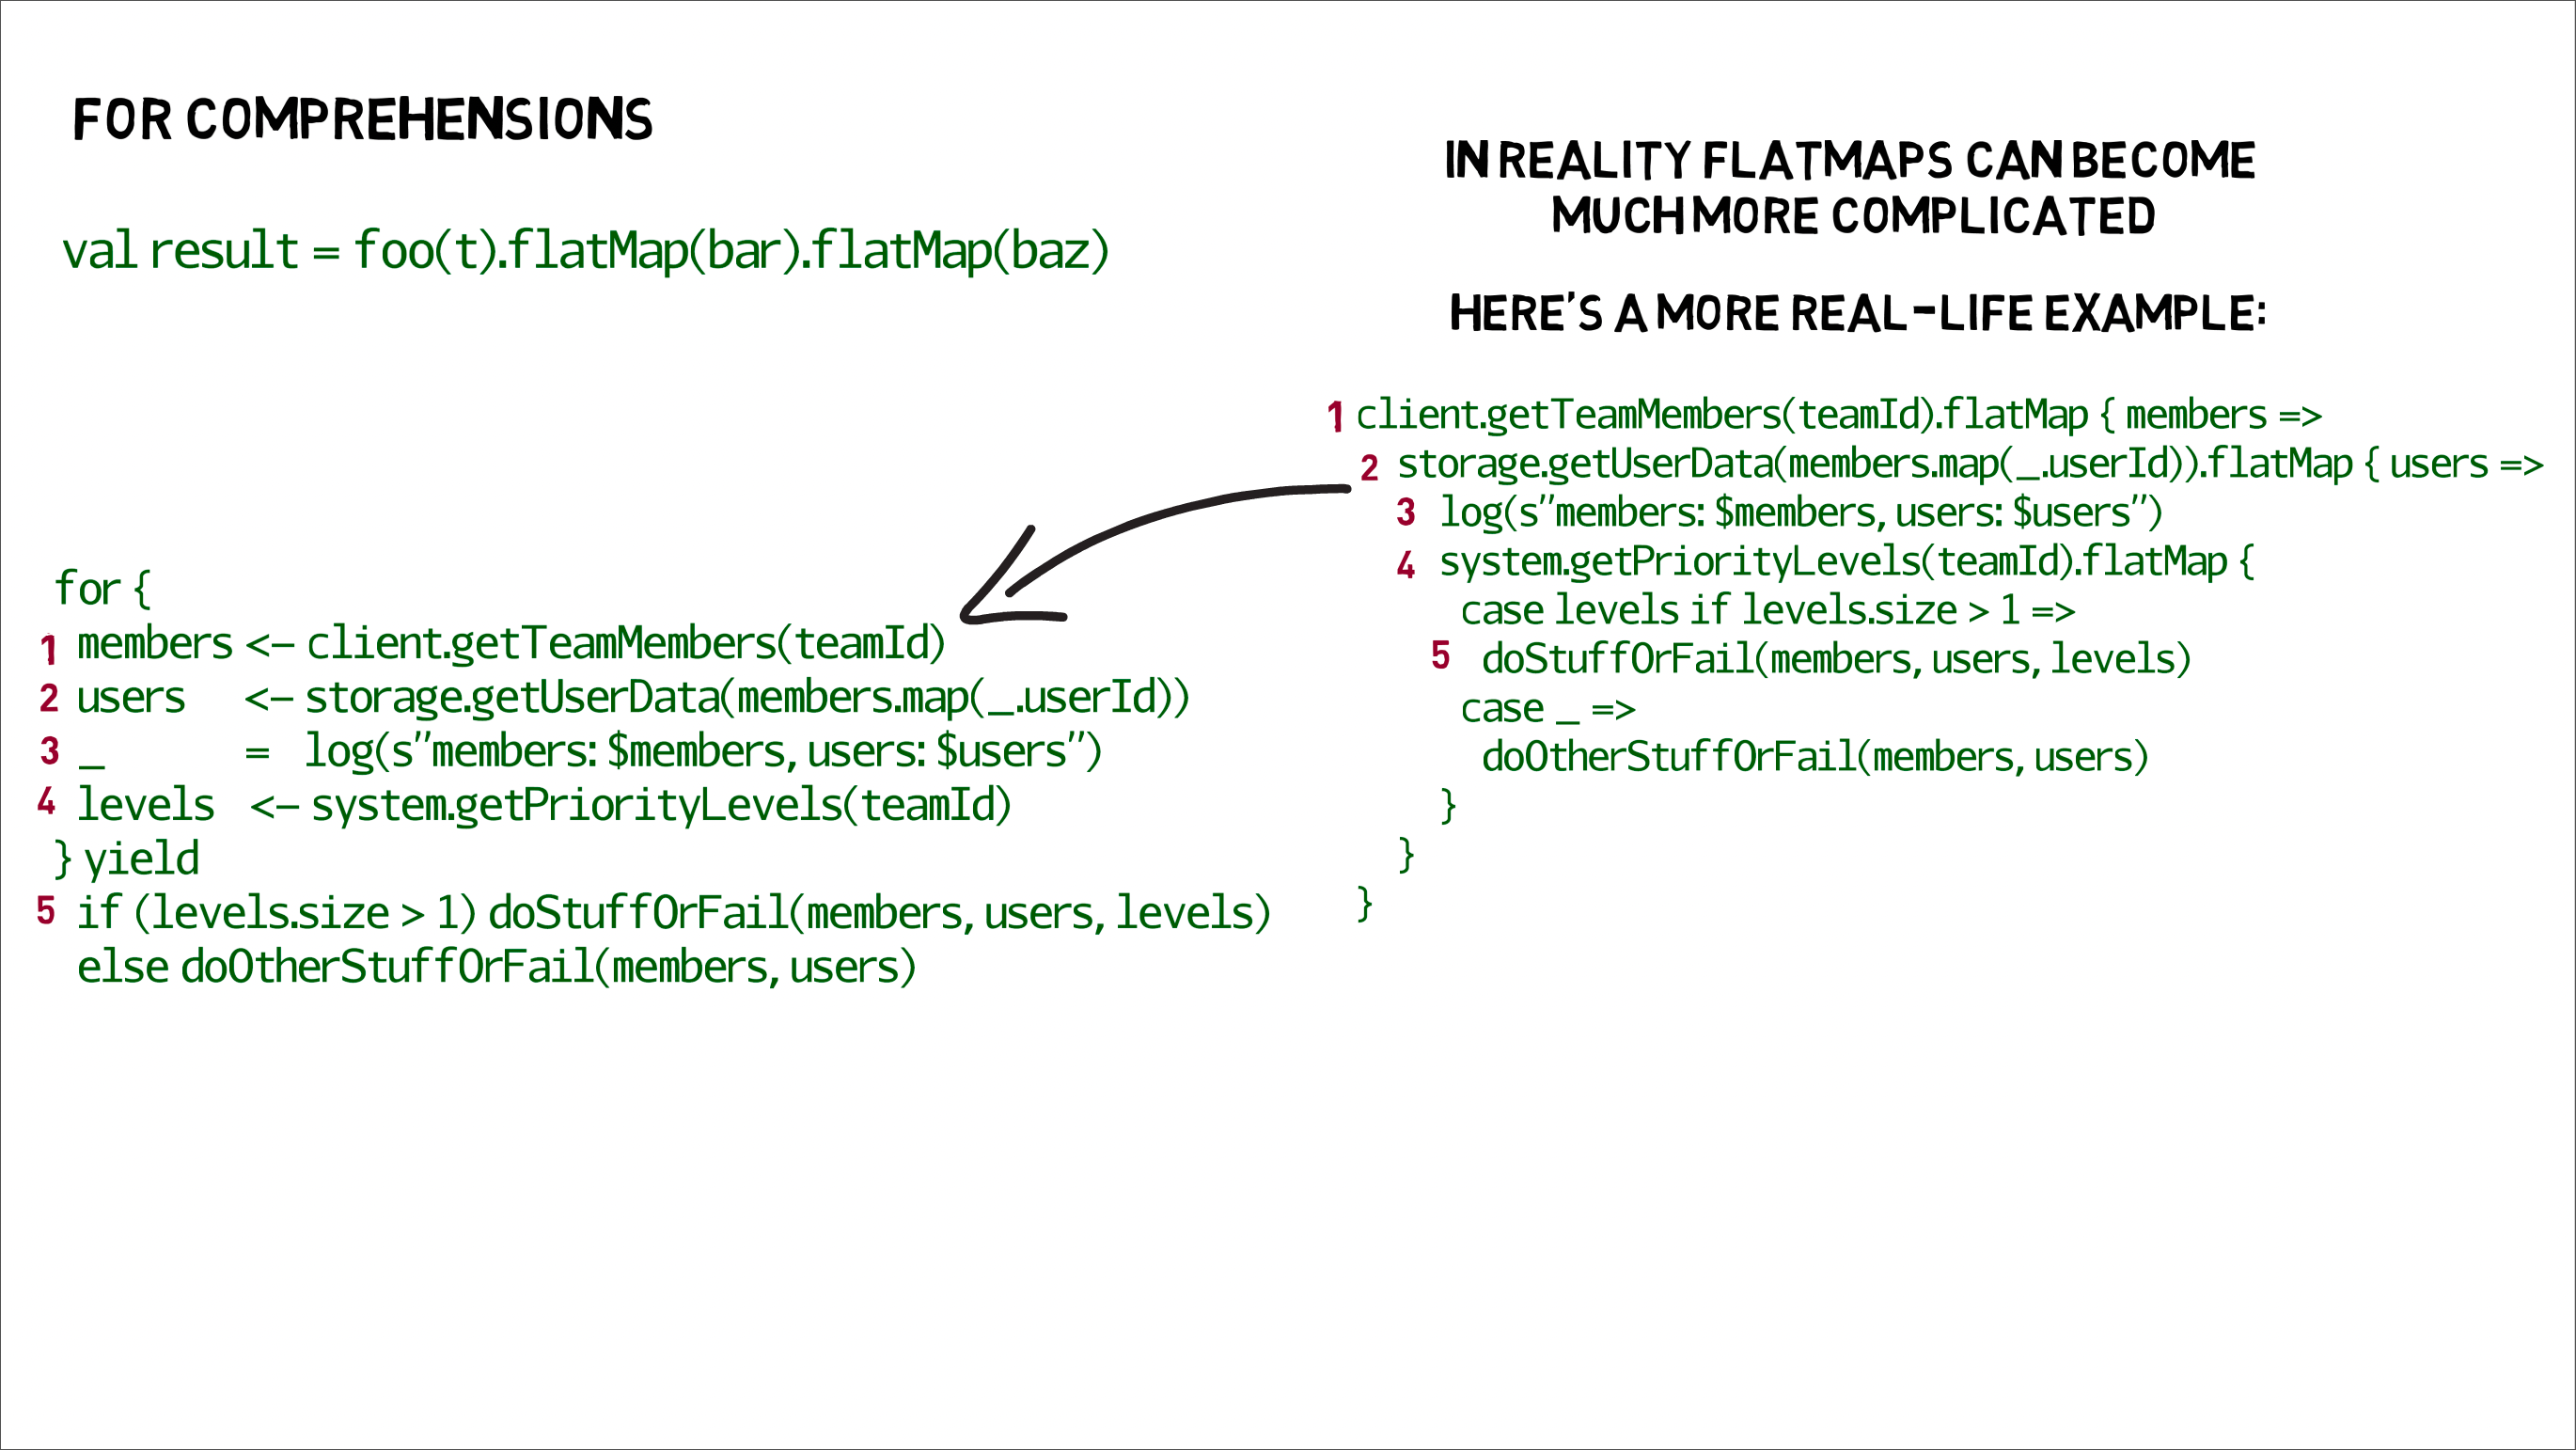 FOR COMPREHENSIONS
val result = foo(t).flatMap(bar).flatMap(baz)
for {
1 members <– client.getTeamMembers(teamId)
2 users <– storage.getUserData(members.map(_.userId))
3 _ = log(s"members: $members, users: $users")
4 levels <– system.getPriorityLevels(teamId)
} yield
5 if (levels.size > 1) doStuffOrFail(members, users, levels)
else doOtherStuffOrFail(members, users)
IN REALITY FLATMAPS CAN BECOME
MUCH MORE COMPLICATED
HERE'S A MORE REAL-LIFE EXAMPLE:
1 client.getTeamMembers(teamId).flatMap { members =>
2 storage.getUserData(members.map(_.userId)).flatMap { users =>
3 log(s"members: $members, users: $users")
4 system.getPriorityLevels(teamId).flatMap {
case levels if levels.size > 1 =>
5 doStuffOrFail(members, users, levels)
case _ =>
doOtherStuffOrFail(members, users)
}
}
}